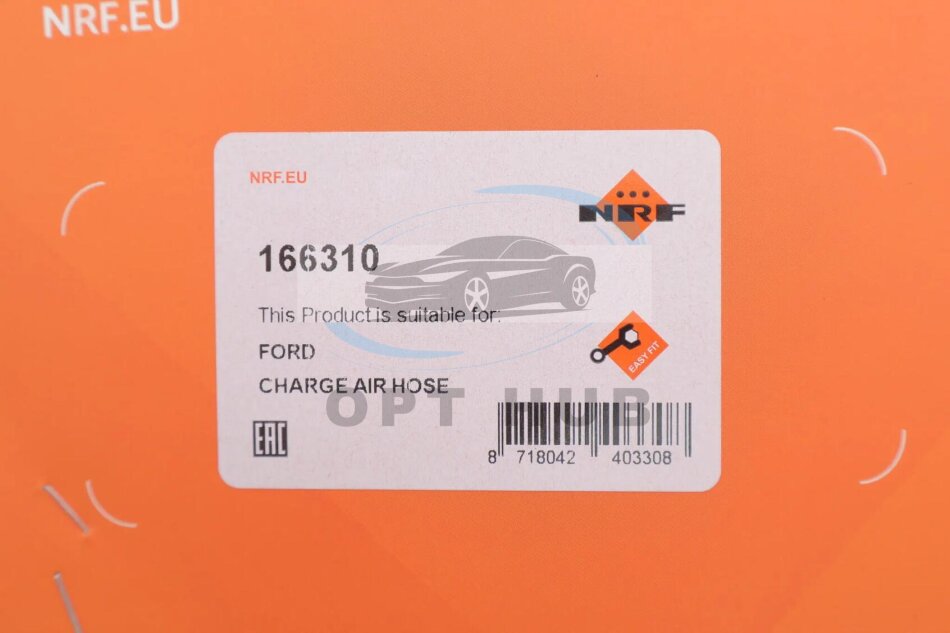 NRF.EU
NRF.EU
NRF
166310
This Product is suitable for:
FORD
EASY FIT
CHARGE AIR HOSE
OPT HUB
EAC
8 718042 403308